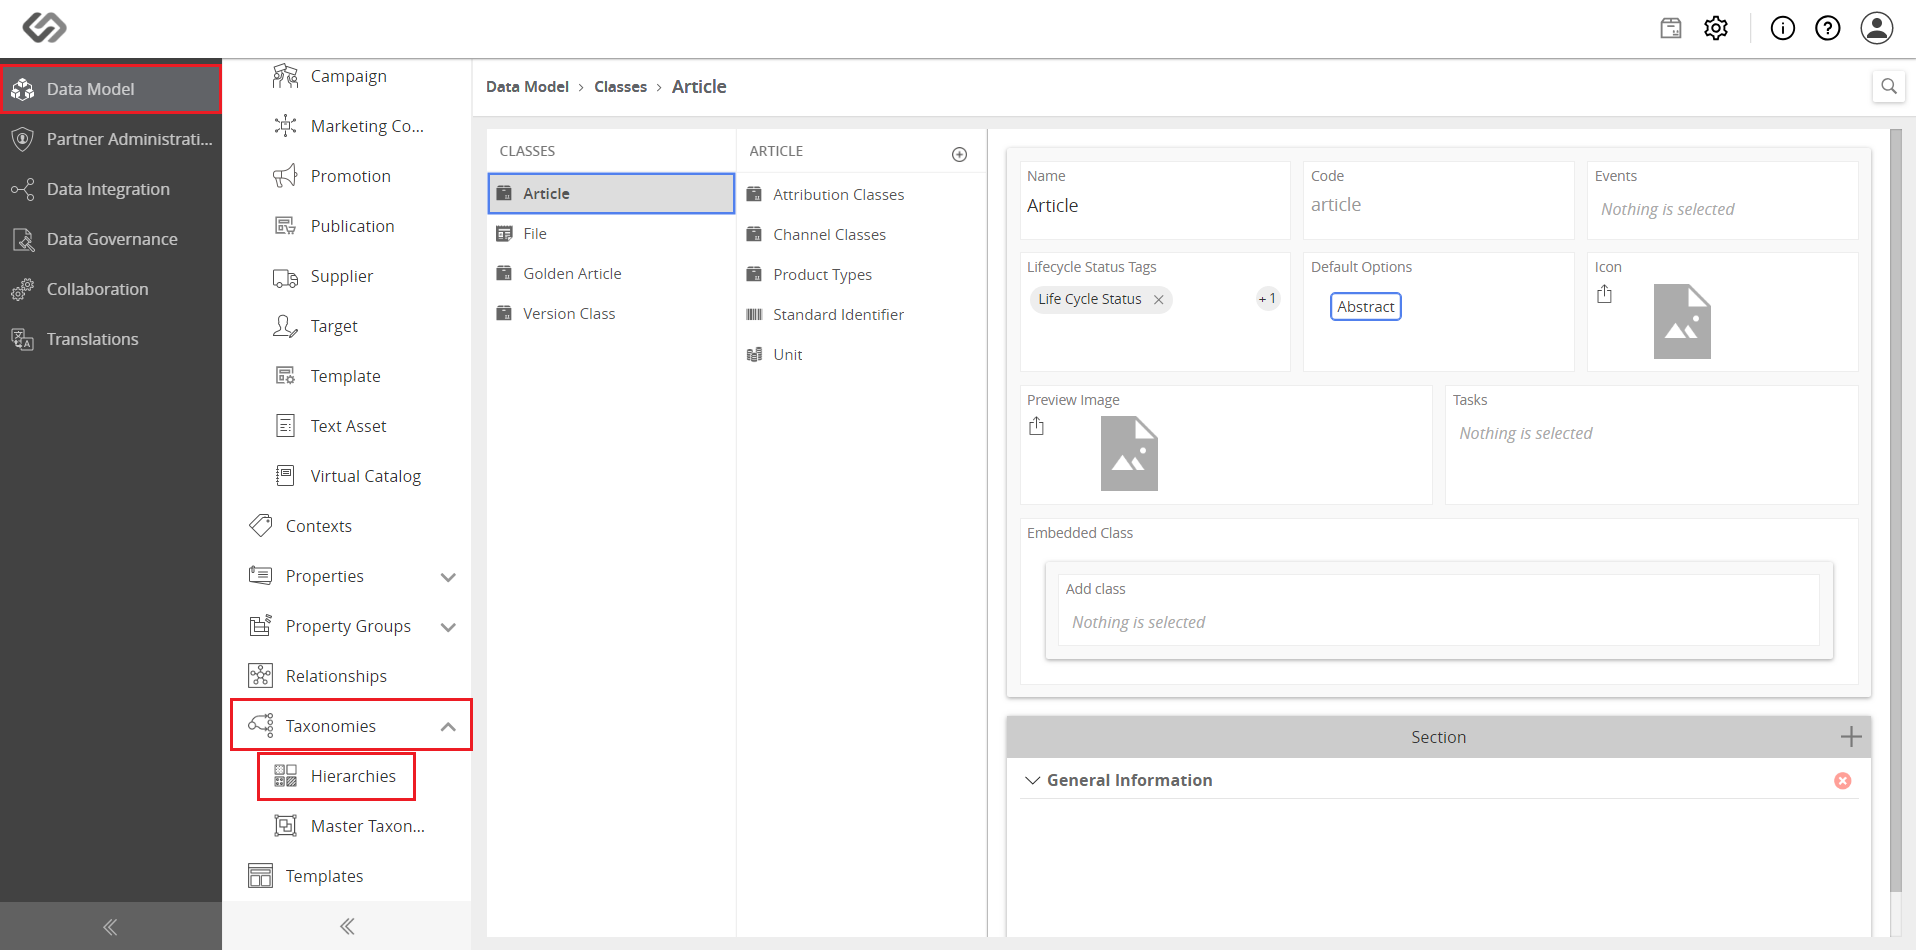 Data Model
Partner Administrati...
Data Integration
Data Governance
Collaboration
Translations
Campaign
Marketing Co...
Promotion
Publication
Supplier
Target
Template
Text Asset
Virtual Catalog
Contexts
Properties
Property Groups
Relationships
Taxonomies
Hierarchies
Master Taxon...
Templates
Data Model > Classes > Article
CLASSES
Article
File
Golden Article
Version Class
ARTICLE
Attribution Classes
Channel Classes
Product Types
Standard Identifier
Unit
Name
Article
Code
article
Events
Nothing is selected
Lifecycle Status Tags
Life Cycle Status
+1
Default Options
Abstract
Icon
Preview Image
Tasks
Nothing is selected
Embedded Class
Add class
Nothing is selected
Section
General Information